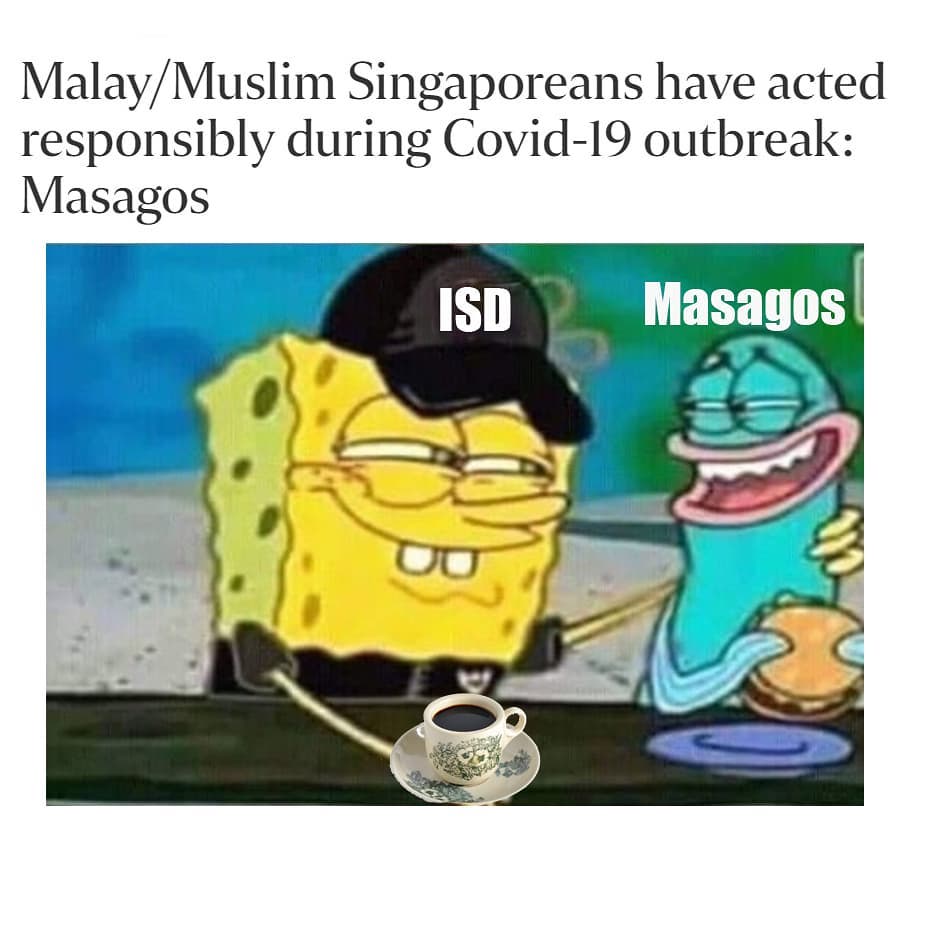 Malay/Muslim Singaporeans have acted
responsibly during Covid-19 outbreak:
Masagos
ISD
Masagos